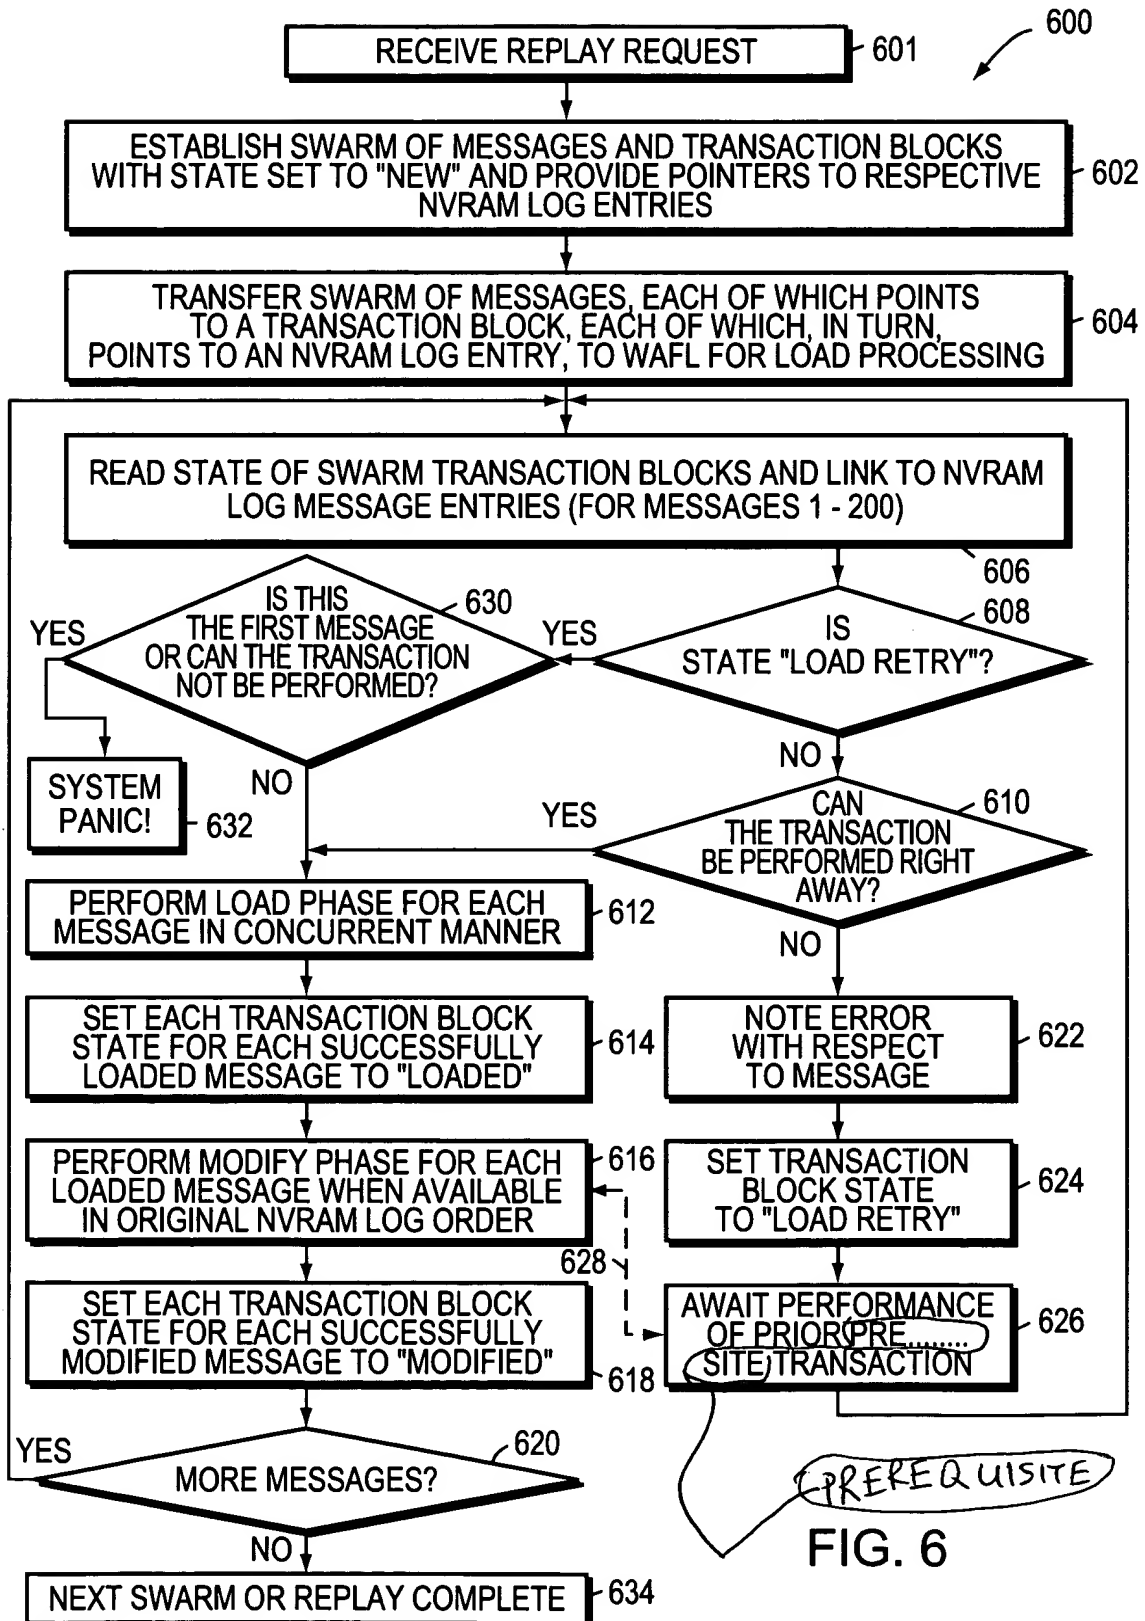 600
RECEIVE REPLAY REQUEST
601
ESTABLISH SWARM OF MESSAGES AND TRANSACTION BLOCKS
WITH STATE SET TO "NEW" AND PROVIDE POINTERS TO RESPECTIVE
NVRAM LOG ENTRIES
602
TRANSFER SWARM OF MESSAGES, EACH OF WHICH POINTS
TO A TRANSACTION BLOCK, EACH OF WHICH, IN TURN,
POINTS TO AN NVRAM LOG ENTRY, TO WAFL FOR LOAD PROCESSING
604
READ STATE OF SWARM TRANSACTION BLOCKS AND LINK TO NVRAM
LOG MESSAGE ENTRIES (FOR MESSAGES 1 - 200)
606
IS
STATE "LOAD RETRY"?
608
YES
NO
IS THIS
THE FIRST MESSAGE
OR CAN THE TRANSACTION
NOT BE PERFORMED?
630
YES
NO
SYSTEM
PANIC!
632
CAN
THE TRANSACTION
BE PERFORMED RIGHT
AWAY?
610
YES
NO
PERFORM LOAD PHASE FOR EACH
MESSAGE IN CONCURRENT MANNER
612
SET EACH TRANSACTION BLOCK
STATE FOR EACH SUCCESSFULLY
LOADED MESSAGE TO "LOADED"
614
NOTE ERROR
WITH RESPECT
TO MESSAGE
622
PERFORM MODIFY PHASE FOR EACH
LOADED MESSAGE WHEN AVAILABLE
IN ORIGINAL NVRAM LOG ORDER
616
SET TRANSACTION
BLOCK STATE
TO "LOAD RETRY"
624
628
SET EACH TRANSACTION BLOCK
STATE FOR EACH SUCCESSFULLY
MODIFIED MESSAGE TO "MODIFIED"
618
AWAIT PERFORMANCE
OF PRIOR PRE........
SITE TRANSACTION
626
MORE MESSAGES?
620
YES
NO
PREREQUISITE
NEXT SWARM OR REPLAY COMPLETE
634
FIG. 6